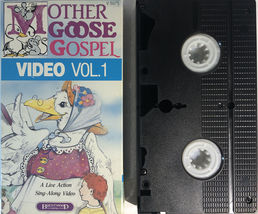 MOTHER
GOOSE
GOSPEL
VIDEO VOL.1
A Live Action
Sing-Along Video